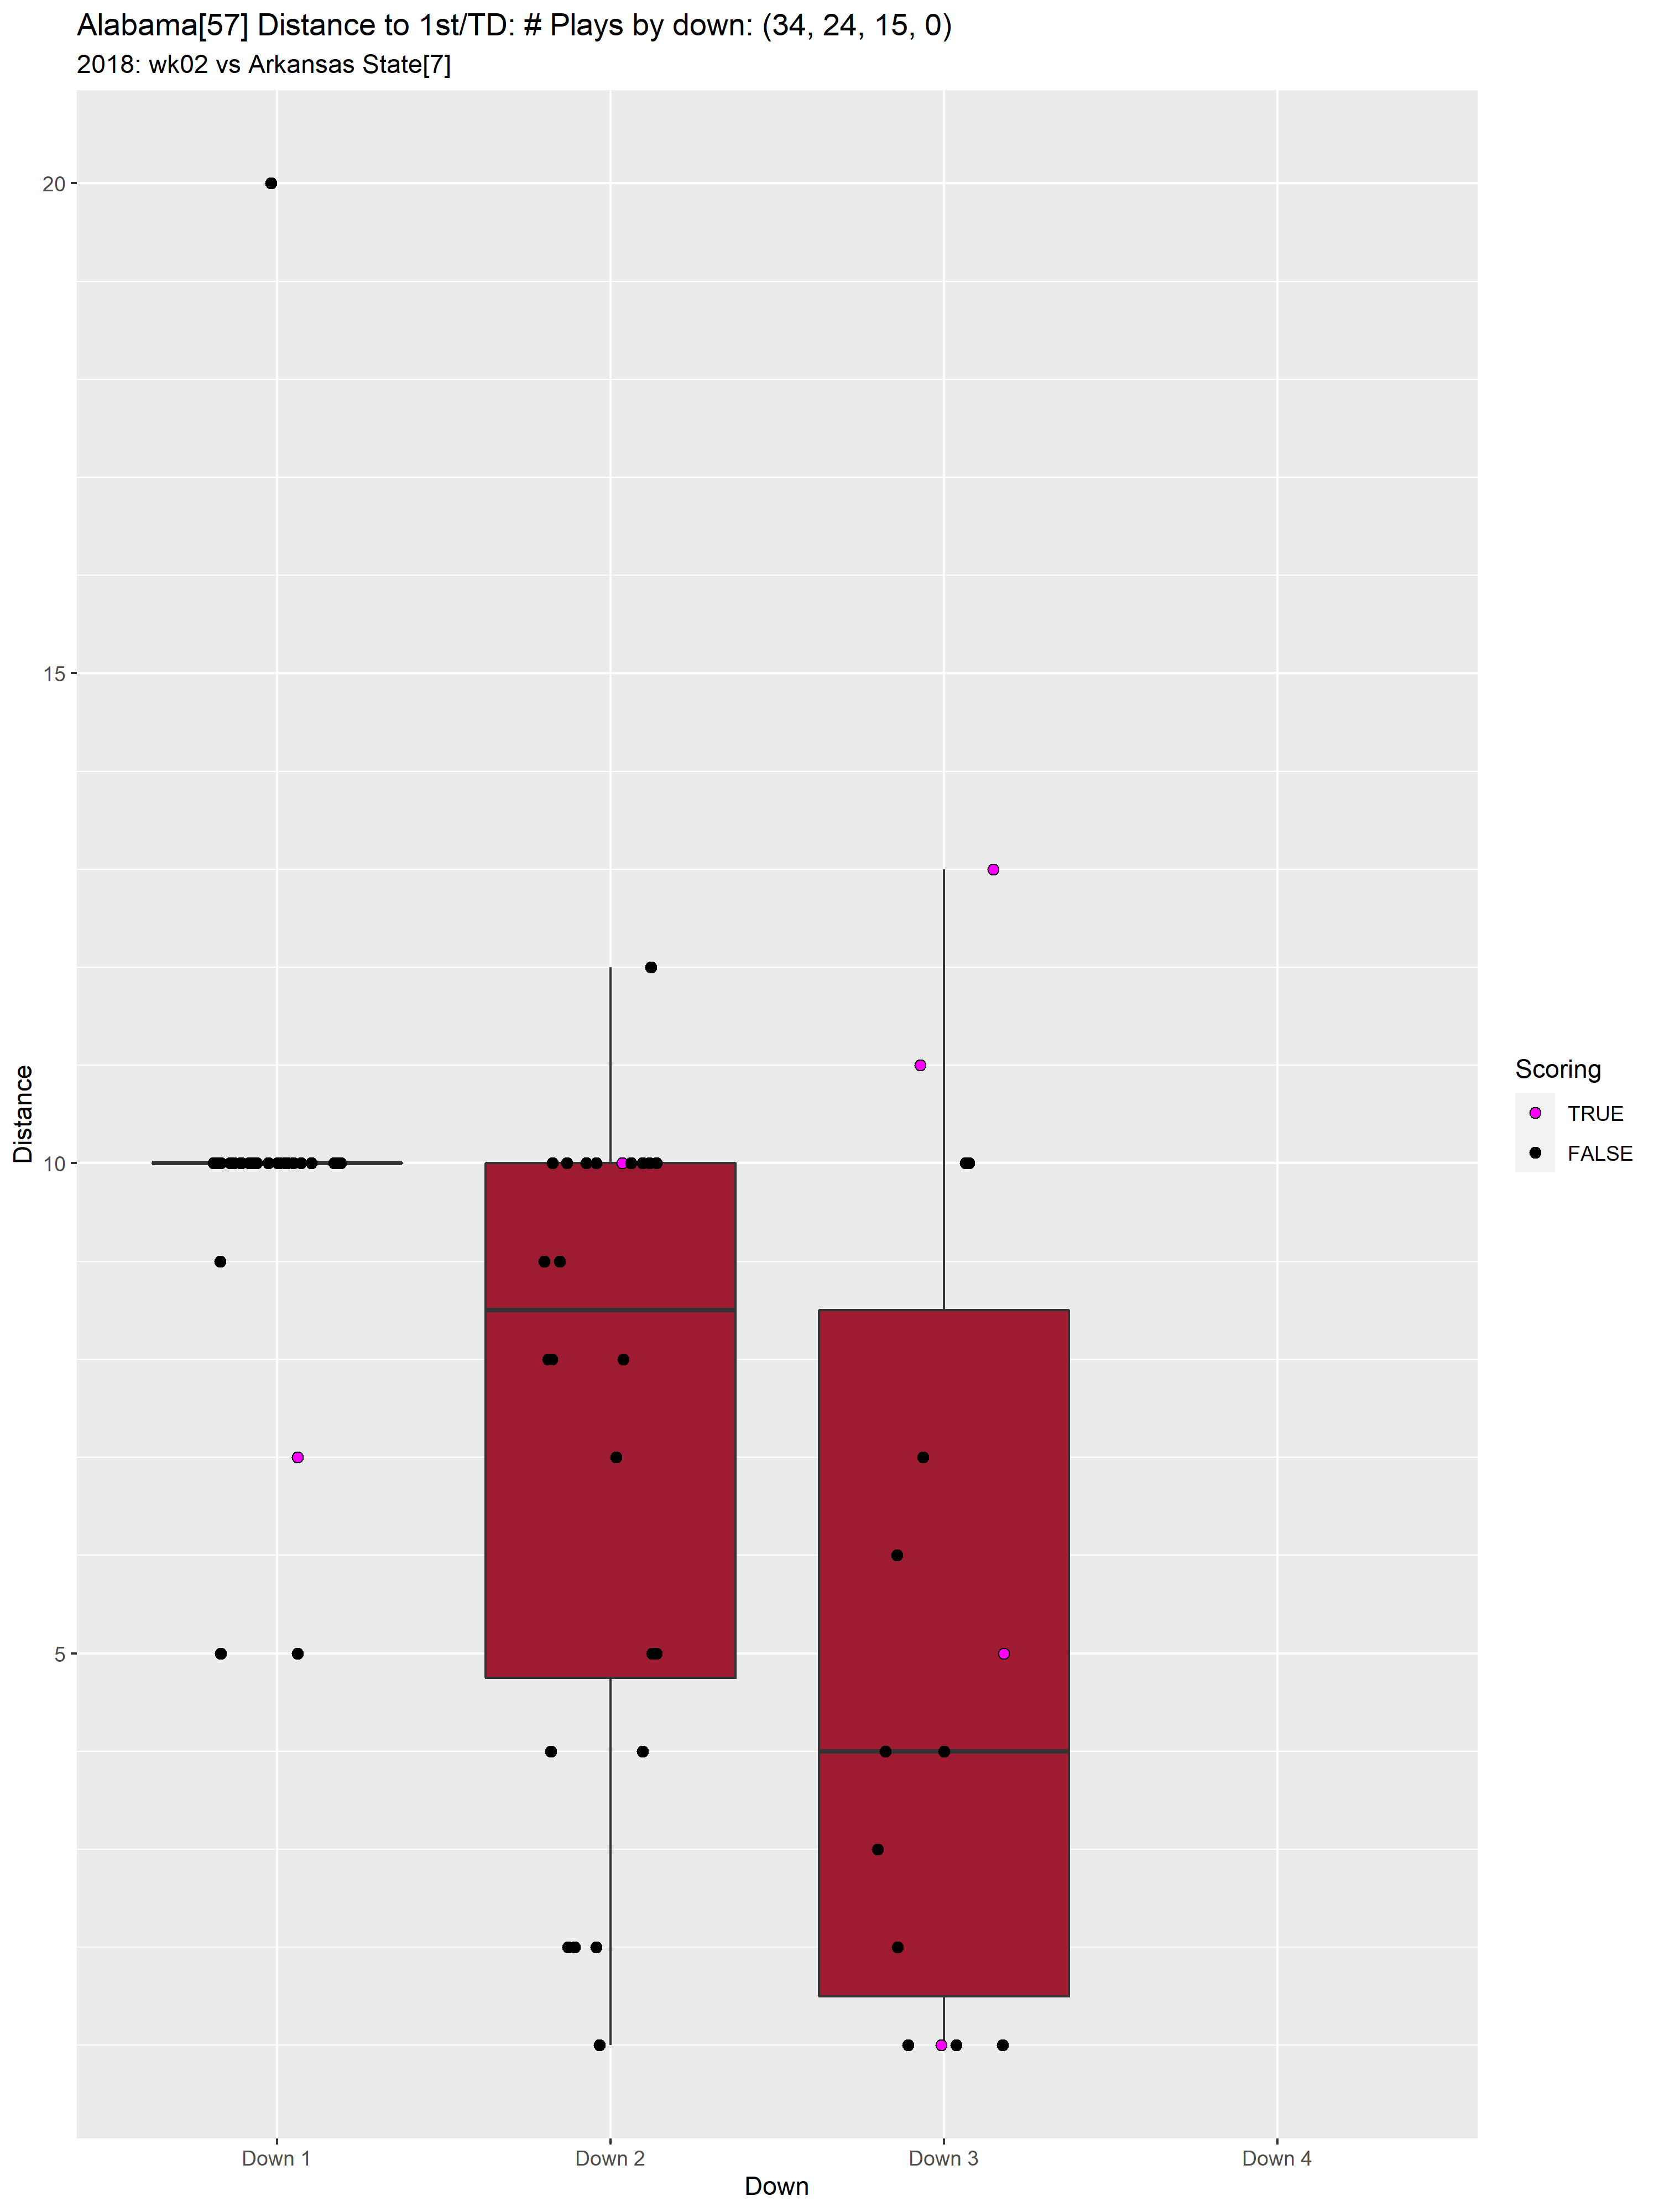 Alabama[57] Distance to 1st/TD: # Plays by down: (34, 24, 15, 0)
2018: wk02 vs Arkansas State[7]
20
15
10
5
Distance
Down 1
Down 2
Down 3
Down 4
Down
Scoring
TRUE
FALSE